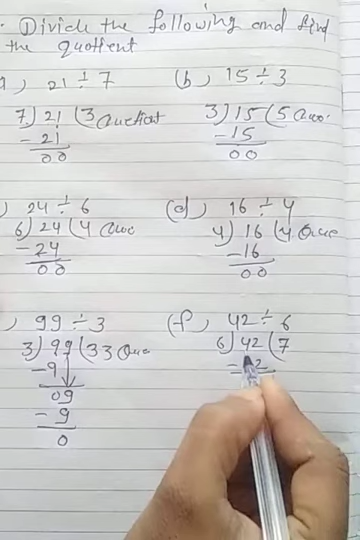 . Divide the following and find
the quotient
a) 21 ÷ 7
7) 21 (3 Quotient
- 21
00
(b) 15 ÷ 3
3) 15 (5 Quo.
- 15
00
) 24 ÷ 6
6) 24 (4 Quo
- 24
00
(d) 16 ÷ 4
4) 16 (4 Quo
- 16
00
) 99 ÷ 3
3) 99 (33 Quo
- 9
09
- 9
0
(f) 42 ÷ 6
6) 42 (7